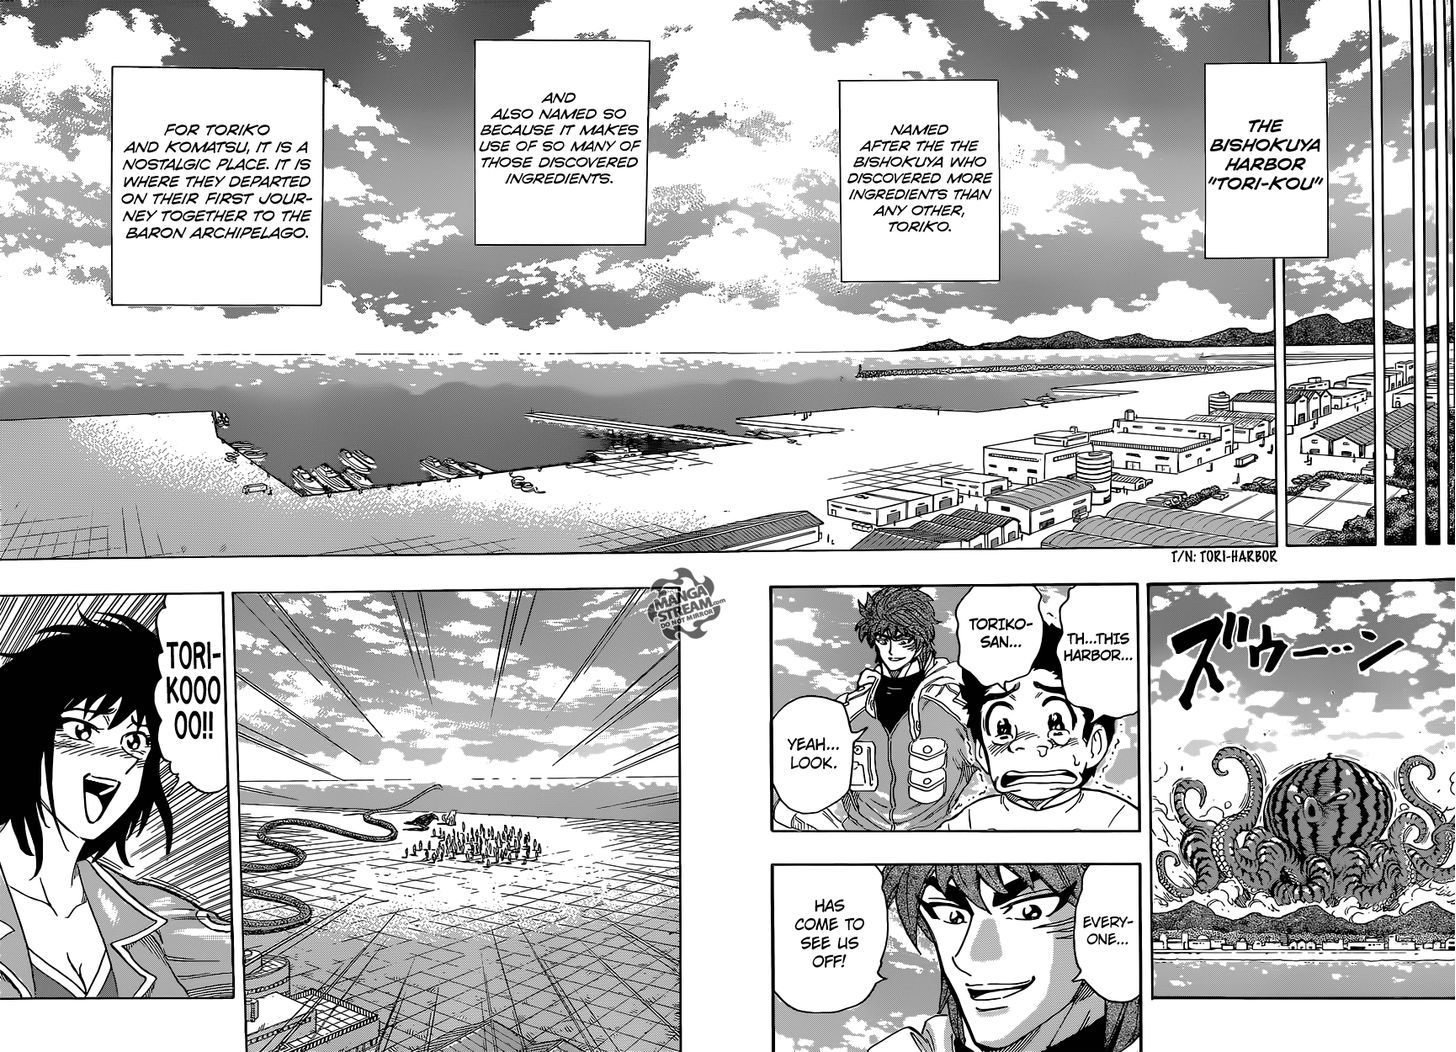 THE
BISHOKUYA
HARBOR
"TORI-KOU"
NAMED
AFTER THE THE
BISHOKUYA WHO
DISCOVERED MORE
INGREDIENTS THAN
ANY OTHER,
TORIKO.
AND
ALSO NAMED SO
BECAUSE IT MAKES
USE OF SO MANY OF
THOSE DISCOVERED
INGREDIENTS.
FOR TORIKO
AND KOMATSU, IT IS A
NOSTALGIC PLACE. IT IS
WHERE THEY DEPARTED
ON THEIR FIRST JOUR-
NEY TOGETHER TO THE
BARON ARCHIPELAGO.
T/N: TORI-HARBOR
ズゥー…ン
TH...THIS
HARBOR...
TORIKO-
SAN...
YEAH...
LOOK.
EVERY-
ONE...
HAS
COME TO
SEE US
OFF!
MANGA
STREAM.com
DO NOT MIRROR
TORI-
KOOO
OO!!